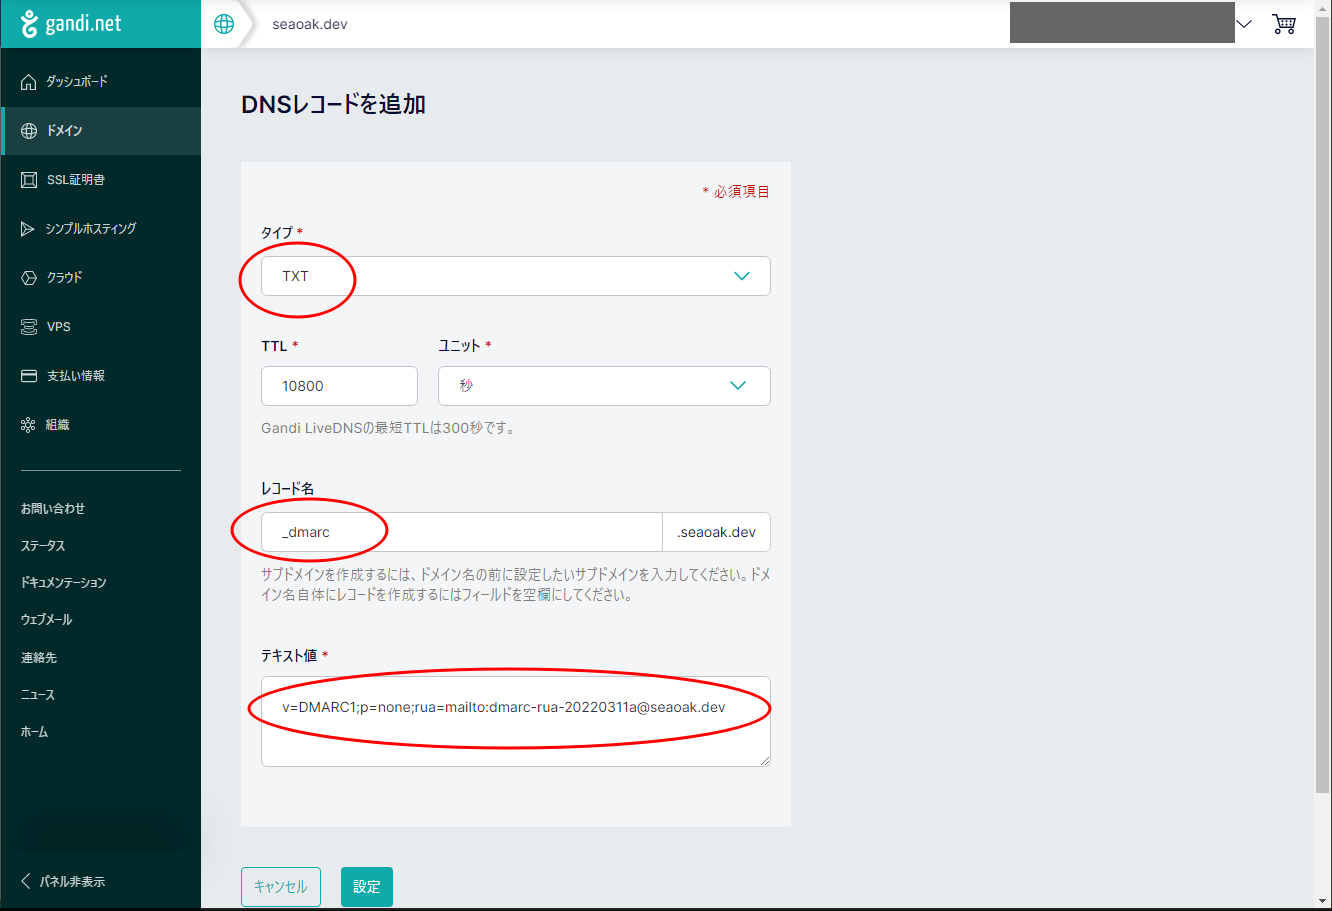 gandi.net
seaoak.dev
ダッシュボード
ドメイン
SSL証明書
シンプルホスティング
クラウド
VPS
支払い情報
組織
お問い合わせ
ステータス
ドキュメンテーション
ウェブメール
連絡先
ニュース
ホーム
パネル非表示
DNSレコードを追加
* 必須項目
タイプ *
TXT
TTL * ユニット *
10800 秒
Gandi LiveDNSの最短TTLは300秒です。
レコード名
_dmarc .seaoak.dev
サブドメインを作成するには、ドメイン名の前に設定したいサブドメインを入力してください。ドメ
イン名自体にレコードを作成するにはフィールドを空欄にしてください。
テキスト値 *
v=DMARC1;p=none;rua=mailto:dmarc-rua-20220311a@seaoak.dev
キャンセル 設定